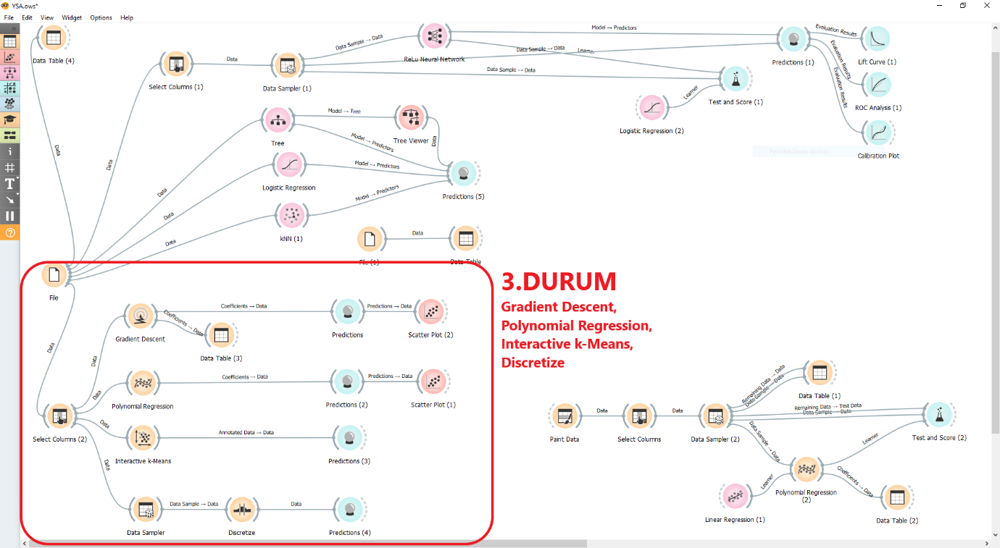 YSA.ows*
File Edit View Widget Options Help
Data Table (4)
Data
Select Columns (1)
Data
Data
Data Sampler (1)
Data Sample → Data
ReLu Neural Network
Model → Predictors
Data Sample → Data
Learner
Data Sample → Data
Predictions (1)
Evaluation Results
Evaluation Results
Evaluation Results
Lift Curve (1)
ROC Analysis (1)
Calibration Plot
Test and Score (1)
Learner
Logistic Regression (2)
Tree
Model → Tree
Tree Viewer
Data
Model → Predictors
Data
Logistic Regression
Model → Predictors
Data
Predictions (5)
kNN (1)
Model → Predictors
Data
File (1)
Data
Data Table
File
3.DURUM
Gradient Descent,
Polynomial Regression,
Interactive k-Means,
Discretize
Data
Gradient Descent
Coefficients → Data
Coefficients → Data
Predictions
Predictions → Data
Scatter Plot (2)
Data Table (3)
Data
Polynomial Regression
Coefficients → Data
Predictions (2)
Predictions → Data
Scatter Plot (1)
Data
Select Columns (2)
Data
Interactive k-Means
Annotated Data → Data
Predictions (3)
Data
Data Sampler
Data Sample → Data
Discretize
Data
Predictions (4)
Paint Data
Data
Select Columns
Data
Data Sampler (2)
Remaining Data → Data
Data Sample → Data
Data Table (1)
Remaining Data → Test Data
Data Sample → Data
Test and Score (2)
Data Sample → Data
Learner
Learner
Polynomial Regression
(2)
Coefficients → Data
Linear Regression (1)
Data Table (2)